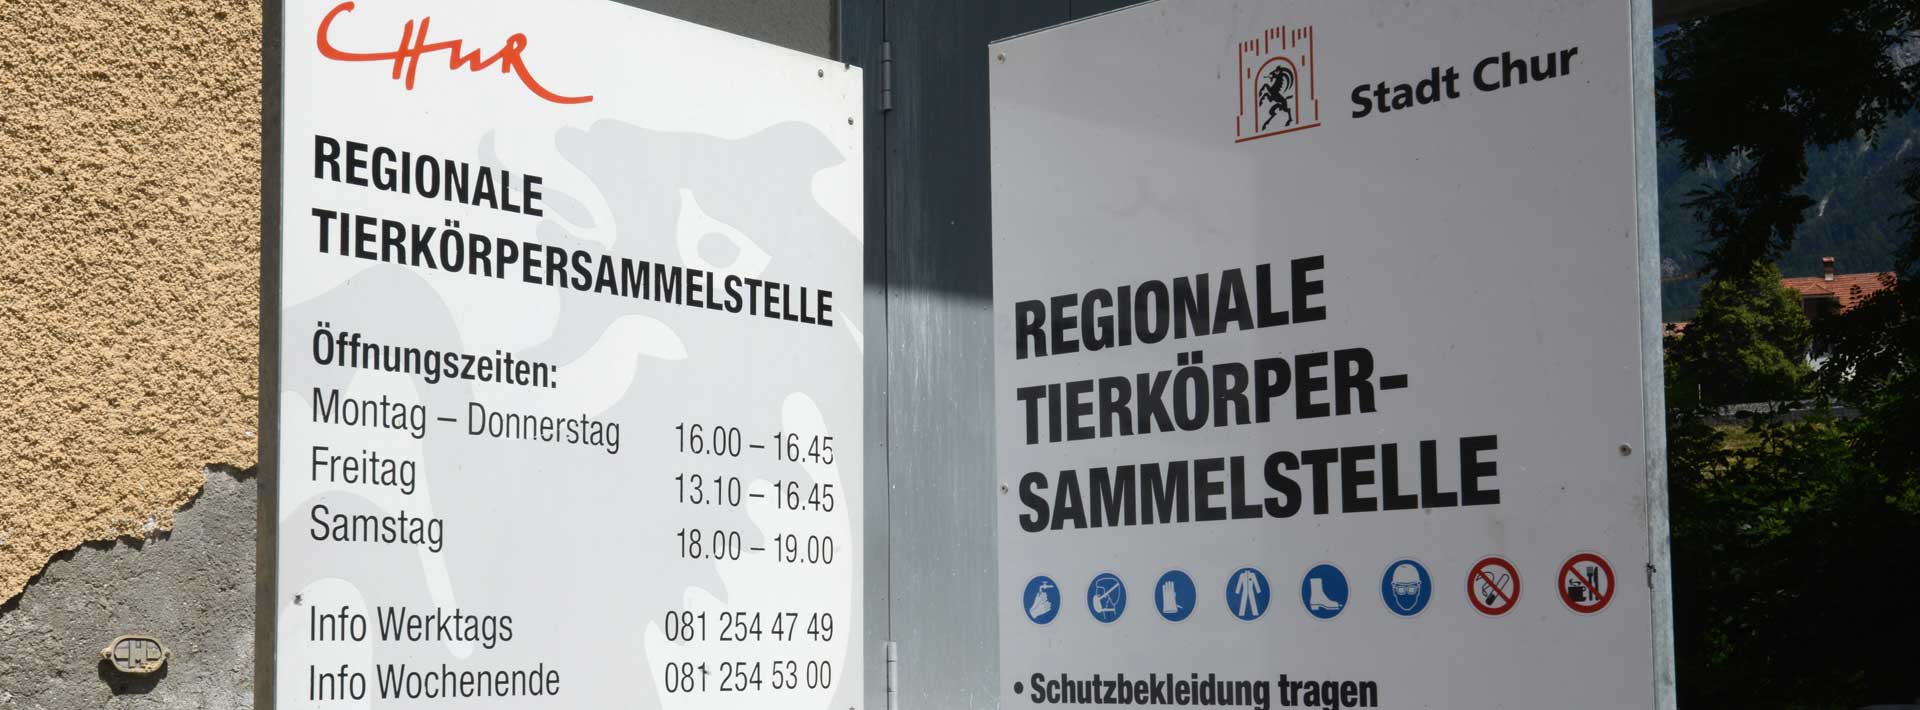 CHUR
REGIONALE
TIERKÖRPERSAMMELSTELLE
Öffnungszeiten:
Montag – Donnerstag 16.00 – 16.45
Freitag 13.10 – 16.45
Samstag 18.00 – 19.00
Info Werktags 081 254 47 49
Info Wochenende 081 254 53 00
Stadt Chur
REGIONALE
TIERKÖRPER-
SAMMELSTELLE
• Schutzbekleidung tragen